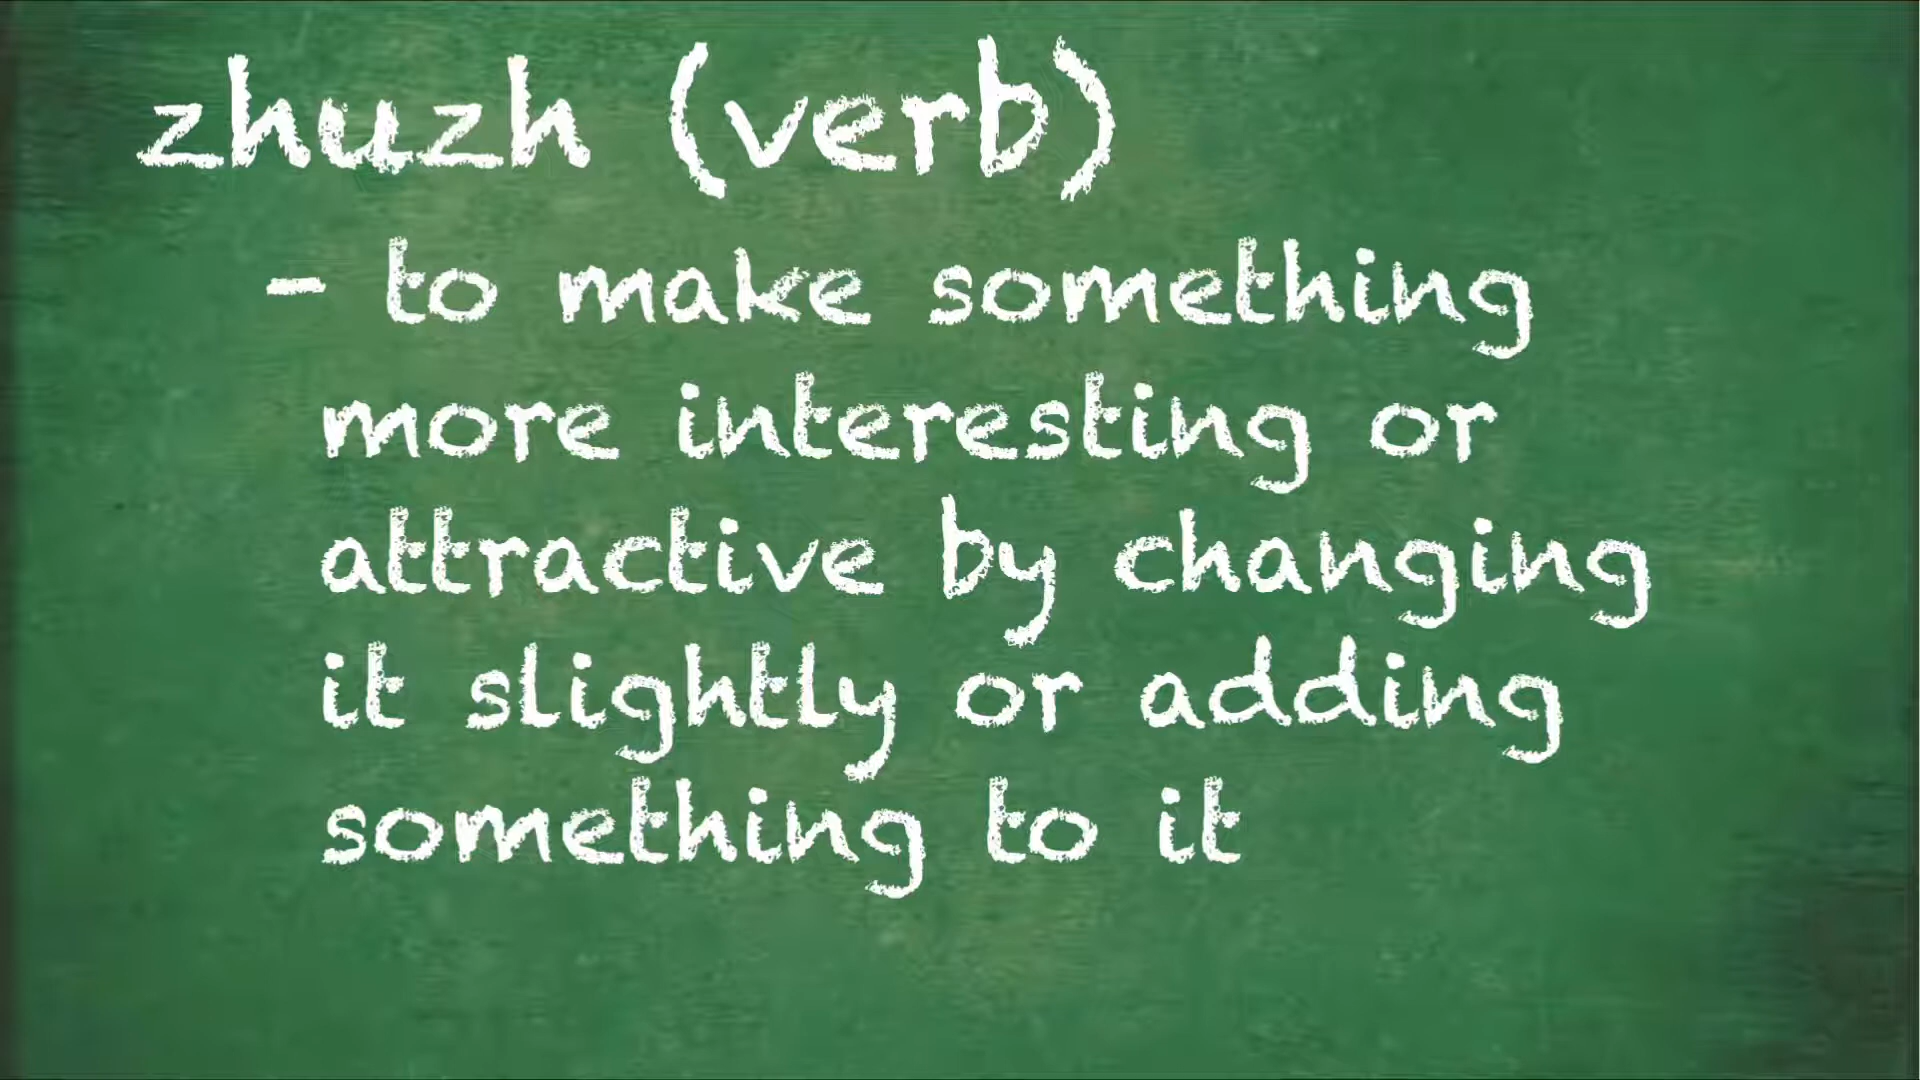 zhuzh (verb)
- to make something
more interesting or
attractive by changing
it slightly or adding
something to it